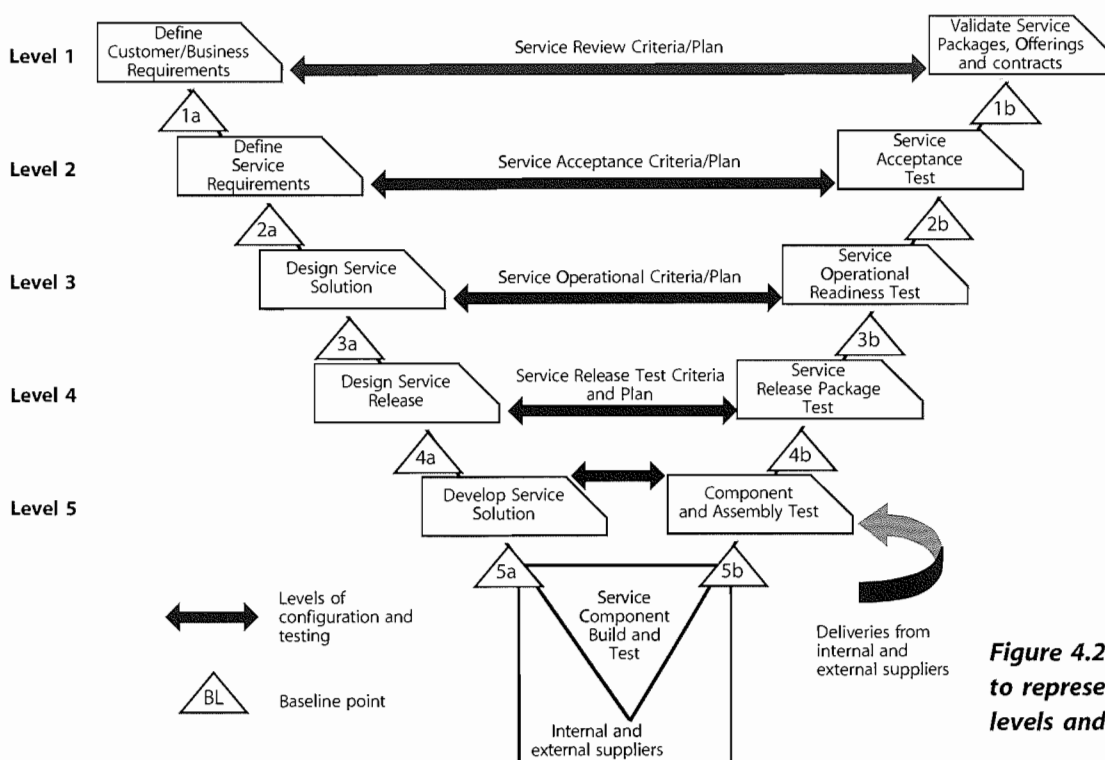 Level 1
Define
Customer/Business
Requirements
Service Review Criteria/Plan
Validate Service
Packages, Offerings
and contracts
1a
1b
Level 2
Define
Service
Requirements
Service Acceptance Criteria/Plan
Service
Acceptance
Test
2a
2b
Level 3
Design Service
Solution
Service Operational Criteria/Plan
Service
Operational
Readiness Test
3a
3b
Level 4
Design Service
Release
Service Release Test Criteria
and Plan
Service
Release Package
Test
4a
4b
Level 5
Develop Service
Solution
Component
and Assembly Test
5a
5b
Service
Component
Build and
Test
Levels of
configuration and
testing
BL
Baseline point
Internal and
external suppliers
Deliveries from
internal and
external suppliers
Figure 4.2
to represe
levels and